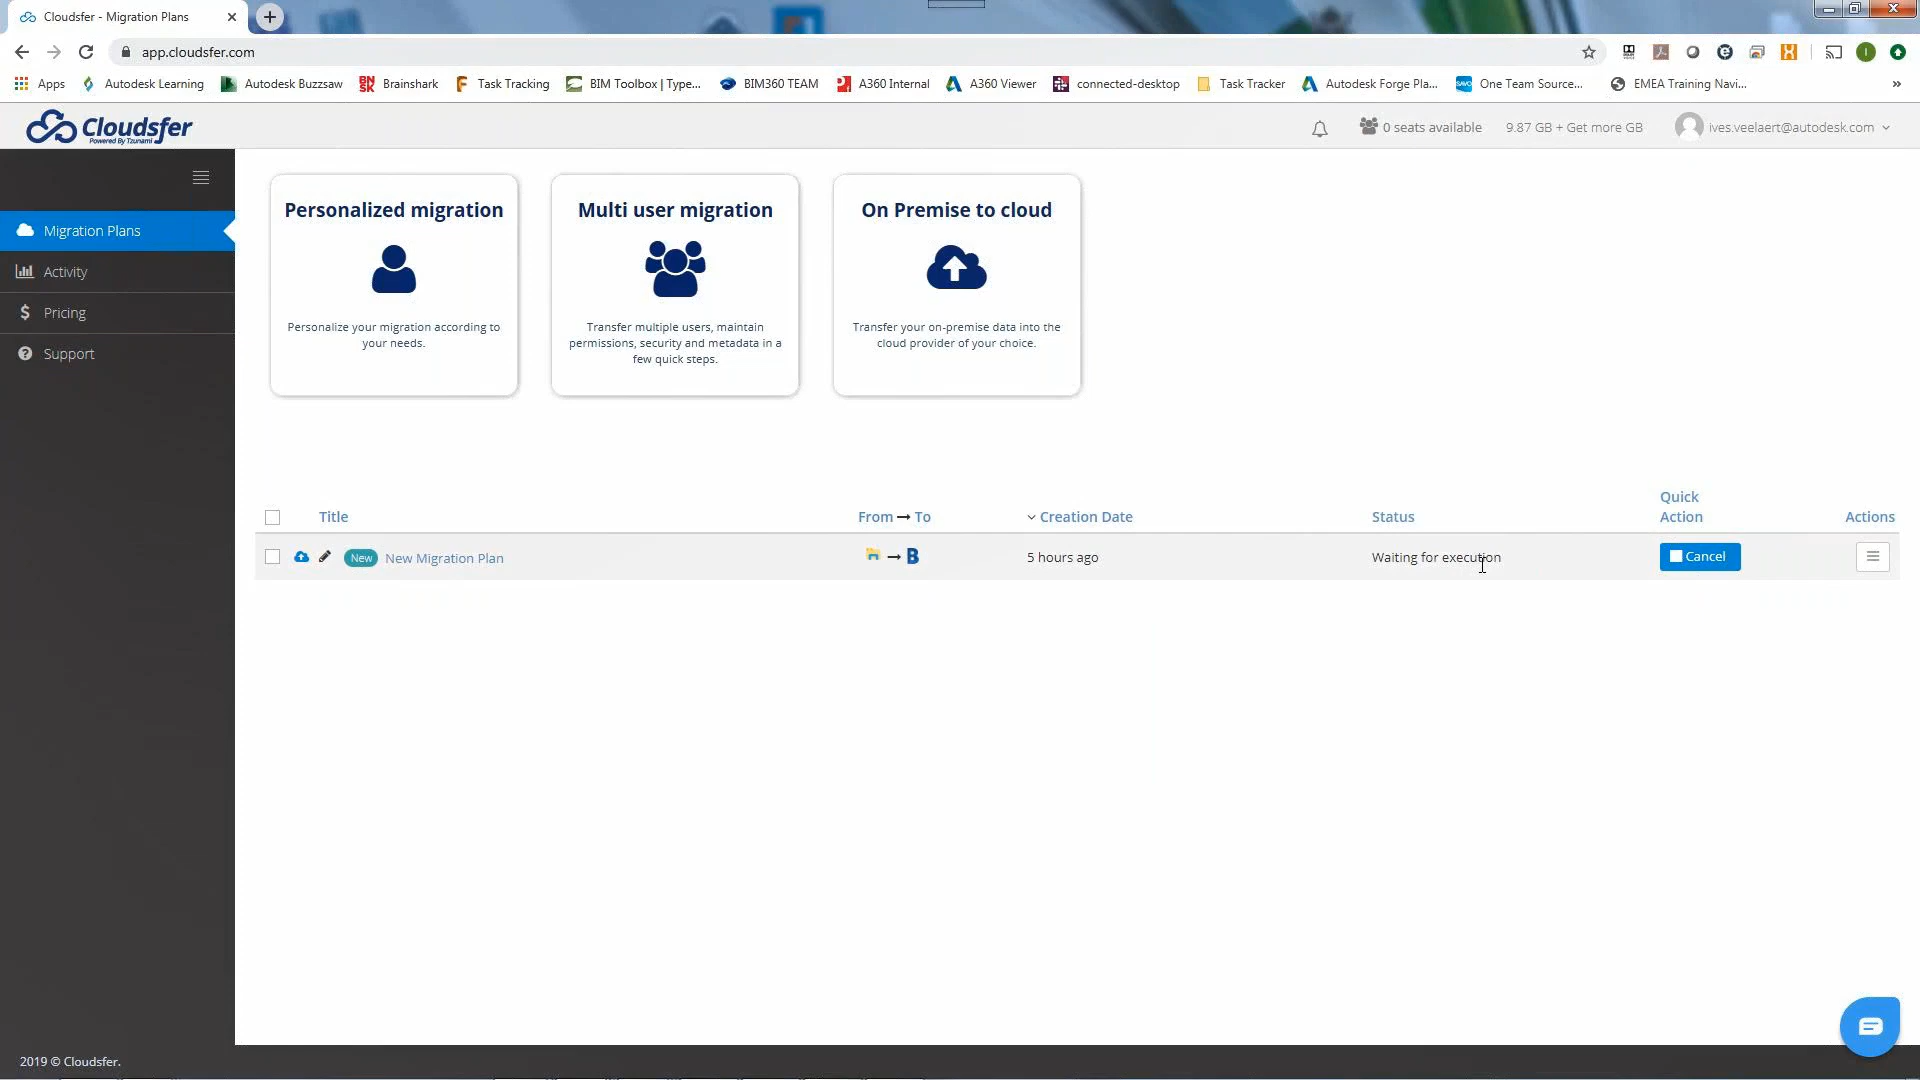 Cloudsfer - Migration Plans
app.cloudsfer.com
Apps
Autodesk Learning
Autodesk Buzzsaw
BN
Brainshark
Task Tracking
BIM Toolbox | Type...
BIM360 TEAM
A360 Internal
A360 Viewer
connected-desktop
Task Tracker
Autodesk Forge Pla...
One Team Source...
EMEA Training Navi...
»
Cloudsfer
Powered By Tzunami
0 seats available
9.87 GB + Get more GB
ives.veelaert@autodesk.com
Migration Plans
Activity
Pricing
Support
Personalized migration
Personalize your migration according to
your needs.
Multi user migration
Transfer multiple users, maintain
permissions, security and metadata in a
few quick steps.
On Premise to cloud
Transfer your on-premise data into the
cloud provider of your choice.
Title
From → To
Creation Date
Status
Quick
Action
Actions
New
New Migration Plan
→ B
5 hours ago
Waiting for execution
Cancel
2019 © Cloudsfer.